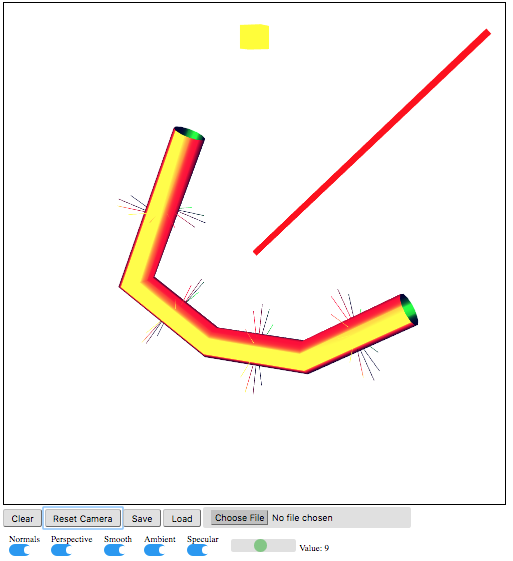 Clear Reset Camera Save Load Choose File No file chosen
Normals Perspective Smooth Ambient Specular Value: 9